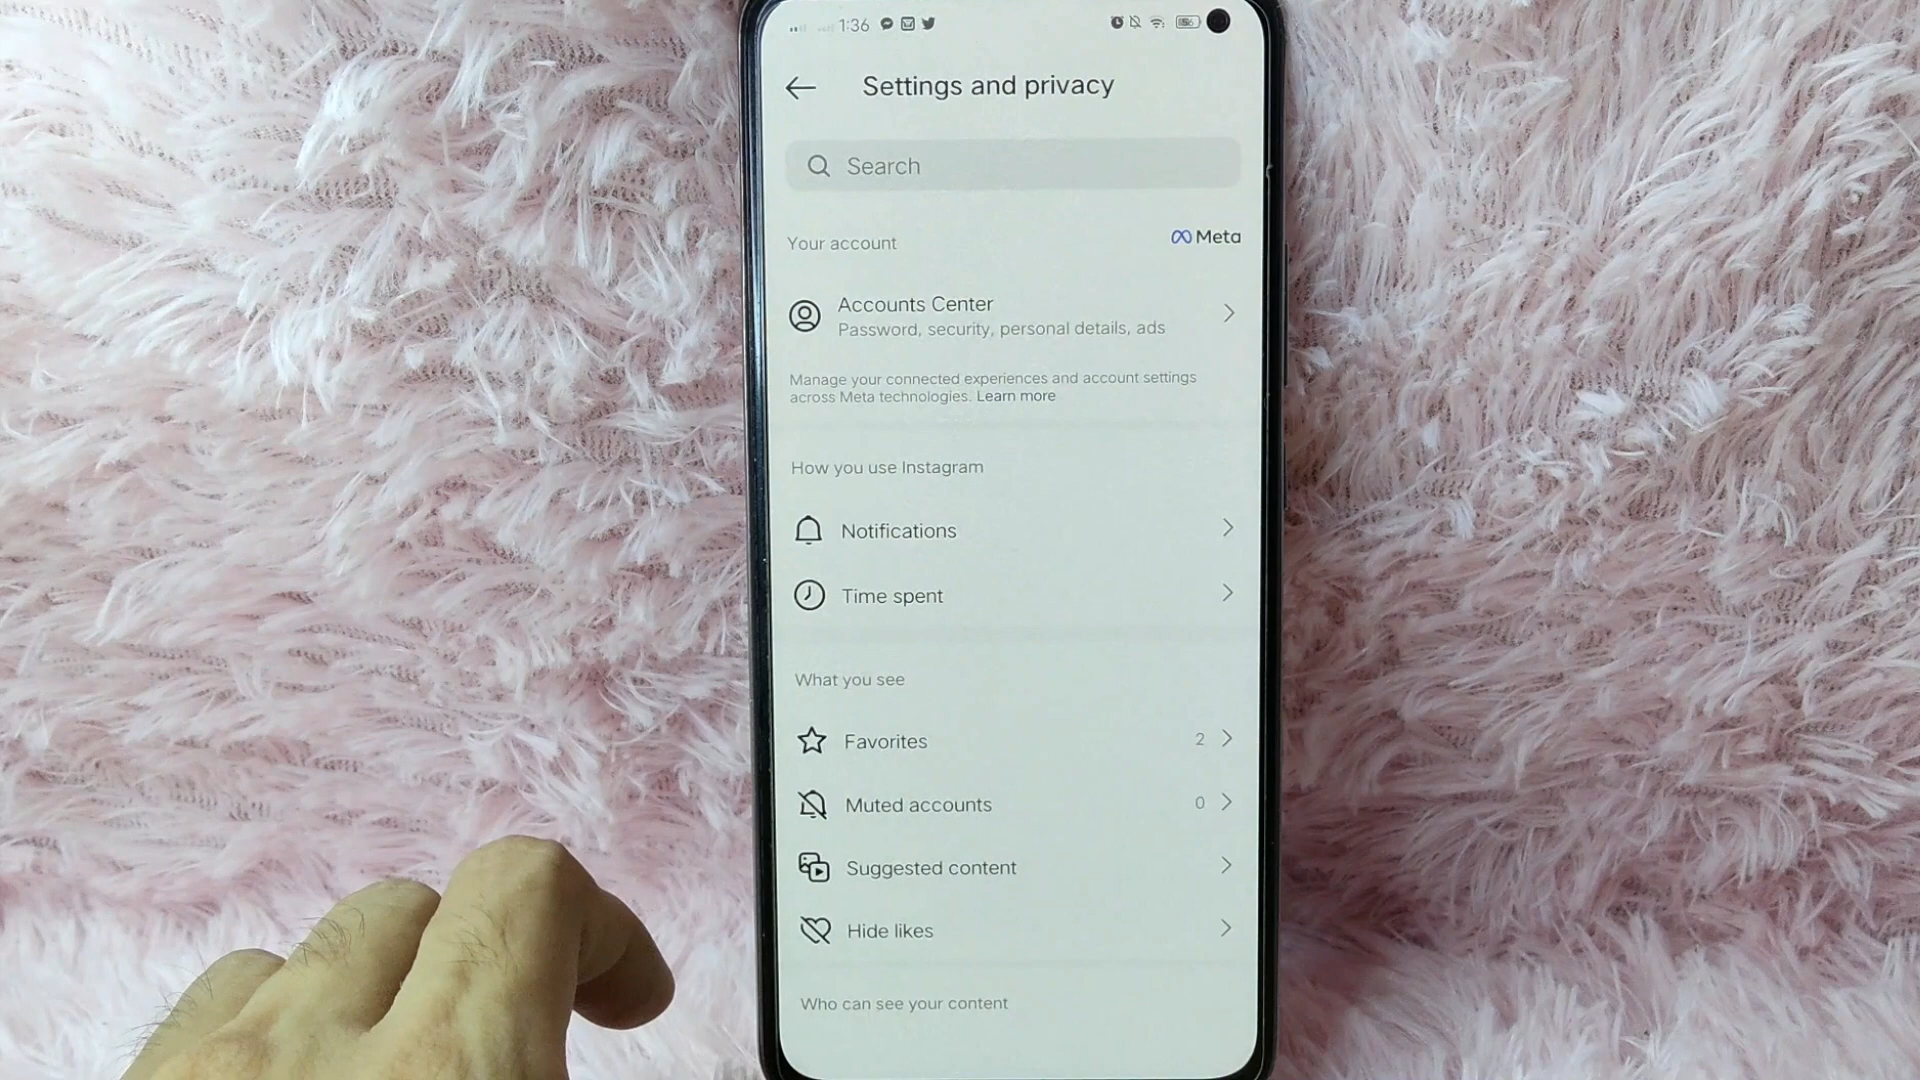 1:36
Settings and privacy
Search
Your account
Meta
Accounts Center
Password, security, personal details, ads
Manage your connected experiences and account settings
across Meta technologies. Learn more
How you use Instagram
Notifications
Time spent
What you see
Favorites 2
Muted accounts 0
Suggested content
Hide likes
Who can see your content